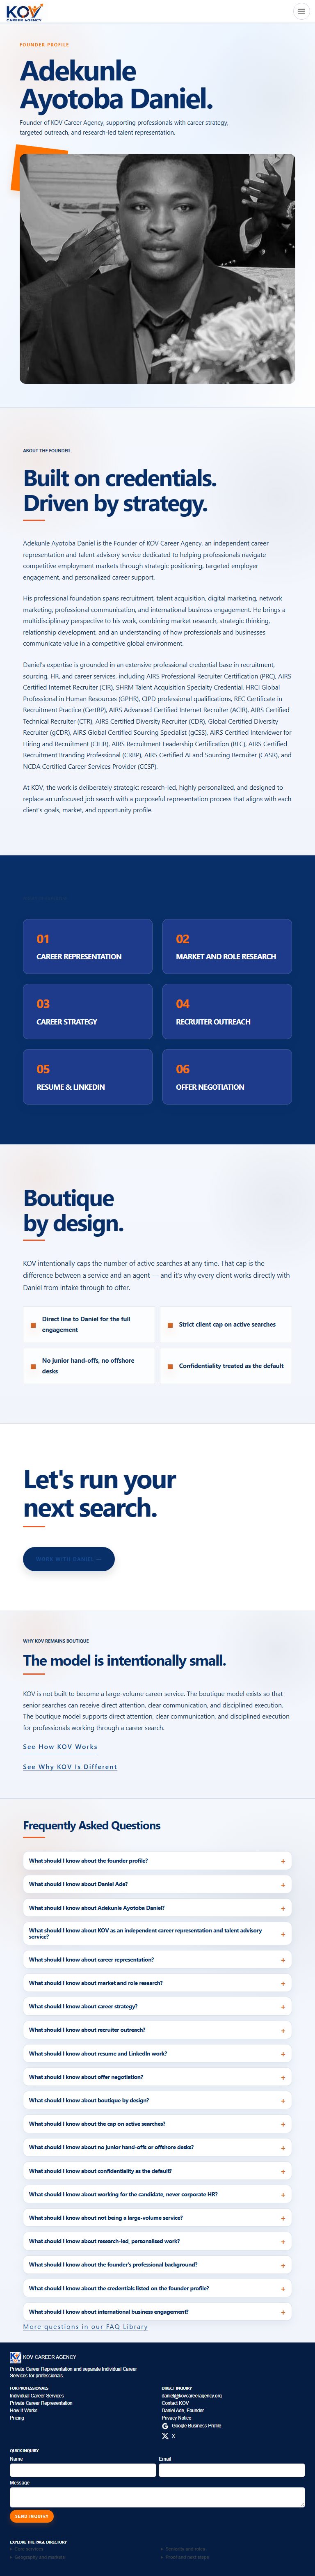 KOV
CAREER AGENCY
FOUNDER PROFILE
Adekunle
Ayotoba Daniel.
Founder of KOV Career Agency, supporting professionals with career strategy,
targeted outreach, and research-led talent representation.
ABOUT THE FOUNDER
Built on credentials.
Driven by strategy.
Adekunle Ayotoba Daniel is the Founder of KOV Career Agency, an independent career
representation and talent advisory service dedicated to helping professionals navigate
competitive employment markets through strategic positioning, targeted employer
engagement, and personalized career support.
His professional foundation spans recruitment, talent acquisition, digital marketing, network
marketing, professional communication, and international business engagement. He brings a
multidisciplinary perspective to his work, combining market research, strategic thinking,
relationship development, and an understanding of how professionals and businesses
communicate value in a competitive global environment.
Daniel's expertise is grounded in an extensive professional credential base in recruitment,
sourcing, HR, and career services, including AIRS Professional Recruiter Certification (PRC), AIRS
Certified Internet Recruiter (CIR), SHRM Talent Acquisition Specialty Credential, HRCI Global
Professional in Human Resources (GPHR), CIPD professional qualifications, REC Certificate in
Recruitment Practice (CertRP), AIRS Advanced Certified Internet Recruiter (ACIR), AIRS Certified
Technical Recruiter (CTR), AIRS Certified Diversity Recruiter (CDR), Global Certified Diversity
Recruiter (gCDR), AIRS Global Certified Sourcing Specialist (gCSS), AIRS Certified Interviewer for
Hiring and Recruitment (CIHR), AIRS Recruitment Leadership Certification (RLC), AIRS Certified
Recruitment Branding Professional (CRBP), AIRS Certified AI and Sourcing Recruiter (CASR), and
NCDA Certified Career Services Provider (CCSP).
At KOV, the work is deliberately strategic: research-led, highly personalized, and designed to
replace an unfocused job search with a purposeful representation process that aligns with each
client's goals, market, and opportunity profile.
01
CAREER REPRESENTATION
02
MARKET AND ROLE RESEARCH
03
CAREER STRATEGY
04
RECRUITER OUTREACH
05
RESUME & LINKEDIN
06
OFFER NEGOTIATION
Boutique
by design.
KOV intentionally caps the number of active searches at any time. That cap is the
difference between a service and an agent — and it's why every client works directly with
Daniel from intake through to offer.
Direct line to Daniel for the full
engagement
Strict client cap on active searches
No junior hand-offs, no offshore
desks
Confidentiality treated as the default
Let's run your
next search.
WORK WITH DANIEL
WHY KOV REMAINS BOUTIQUE
The model is intentionally small.
KOV is not built to become a large-volume career service. The boutique model exists so that
senior searches can receive direct attention, clear communication, and disciplined execution.
The boutique model supports direct attention, clear communication, and disciplined execution
for professionals working through a career search.
See How KOV Works
See Why KOV Is Different
Frequently Asked Questions
What should I know about the founder profile? +
What should I know about Daniel Ade? +
What should I know about Adekunle Ayotoba Daniel? +
What should I know about KOV as an independent career representation and talent advisory
service? +
What should I know about career representation? +
What should I know about market and role research? +
What should I know about career strategy? +
What should I know about recruiter outreach? +
What should I know about resume and LinkedIn work? +
What should I know about offer negotiation? +
What should I know about boutique by design? +
What should I know about the cap on active searches? +
What should I know about no junior hand-offs or offshore desks? +
What should I know about confidentiality as the default? +
What should I know about working for the candidate, never corporate HR? +
What should I know about not being a large-volume service? +
What should I know about research-led, personalised work? +
What should I know about the founder's professional background? +
What should I know about the credentials listed on the founder profile? +
What should I know about international business engagement? +
More questions in our FAQ Library
KOV CAREER AGENCY
Private Career Representation and separate Individual Career
Services for professionals.
FOR PROFESSIONALS
Individual Career Services
Private Career Representation
How It Works
Pricing
DIRECT INQUIRY
daniel@kovcareeragency.org
Contact KOV
Daniel Ade, Founder
Privacy Notice
Google Business Profile
X
QUICK INQUIRY
Name
Email
Message
SEND INQUIRY
EXPLORE THE PAGE DIRECTORY